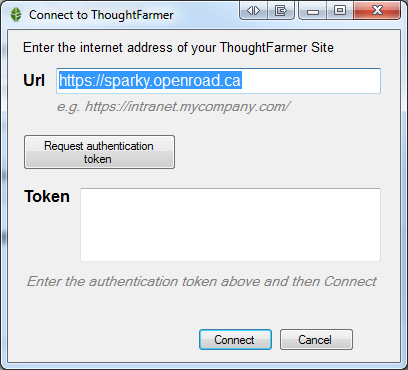 Connect to ThoughtFarmer
Enter the internet address of your ThoughtFarmer Site
Url https://sparky.openroad.ca
e.g. https://intranet.mycompany.com/
Request authentication
token
Token
Enter the authentication token above and then Connect
Connect Cancel